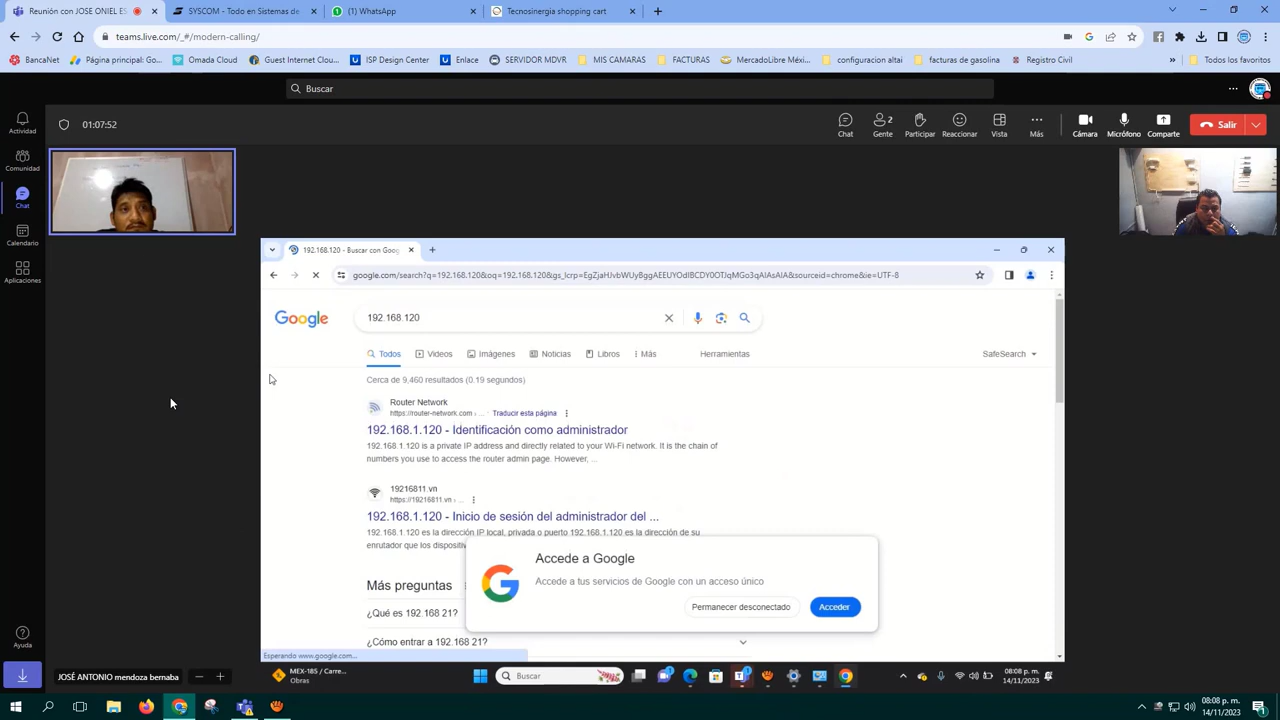 Reunión con JOSE ONIEL ES
SYSCOM - Todo en Sistemas de
(1) WhatsApp
Tecnosinergia shopping cart
teams.live.com/_#/modern-calling/
BancaNet
Página principal: Go...
Omada Cloud
Guest Internet Clou...
ISP Design Center
Enlace
SERVIDOR MDVR
MIS CAMARAS
FACTURAS
MercadoLibre Méxi...
configuracion altai
facturas de gasolina
Registro Civil
Todos los favoritos
Buscar
01:07:52
Chat
Gente
2
Participar
Reaccionar
Vista
Más
Cámara
Micrófono
Comparte
Salir
Actividad
Comunidad
Chat
Calendario
Aplicaciones
Ayuda
192.168.120 - Buscar con Goog
google.com/search?q=192.168.120&oq=192.168.120&gs_lcrp=EgZjaHJvbWUyBggAEEUYOdIBCDY0OTJqMGo3qAIAsAIA&sourceid=chrome&ie=UTF-8
Google
192.168.120
Todos
Videos
Imágenes
Noticias
Libros
Más
Herramientas
SafeSearch
Cerca de 9,460 resultados (0.19 segundos)
Router Network
https://router-network.com › ... · Traducir esta página
192.168.1.120 - Identificación como administrador
192.168.1.120 is a private IP address and directly related to your Wi-Fi network. It is the chain of
numbers you use to access the router admin page. However, ...
19216811.vn
https://19216811.vn › ...
192.168.1.120 - Inicio de sesión del administrador del ...
192.168.1.120 es la dirección IP local, privada o puerto 192.168.1.120 es la dirección de su
enrutador que los dispositiv
Más preguntas
¿Qué es 192 168 21?
¿Cómo entrar a 192.168 21?
Accede a Google
Accede a tus servicios de Google con un acceso único
Permanecer desconectado
Acceder
Esperando www.google.com...
MEX-185 / Carre...
Obras
Buscar
08:08 p. m.
14/11/2023
JOSÉ ANTONIO mendoza bernaba
08:08 p. m.
14/11/2023
1